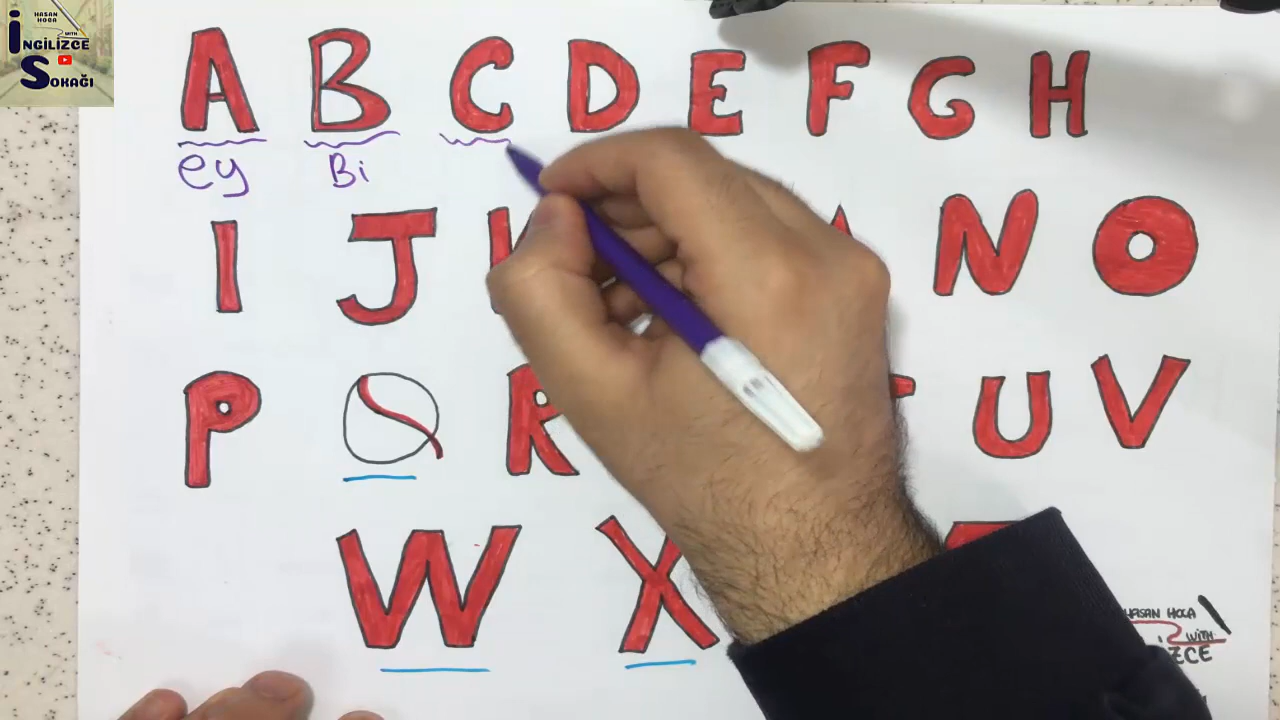 HASAN HOCA
WITH
İNGİLİZCE
SOKAĞI
A B C D E F G H
ey Bi
I J N O
P Q R U V
W X
HASAN HOCA
WITH